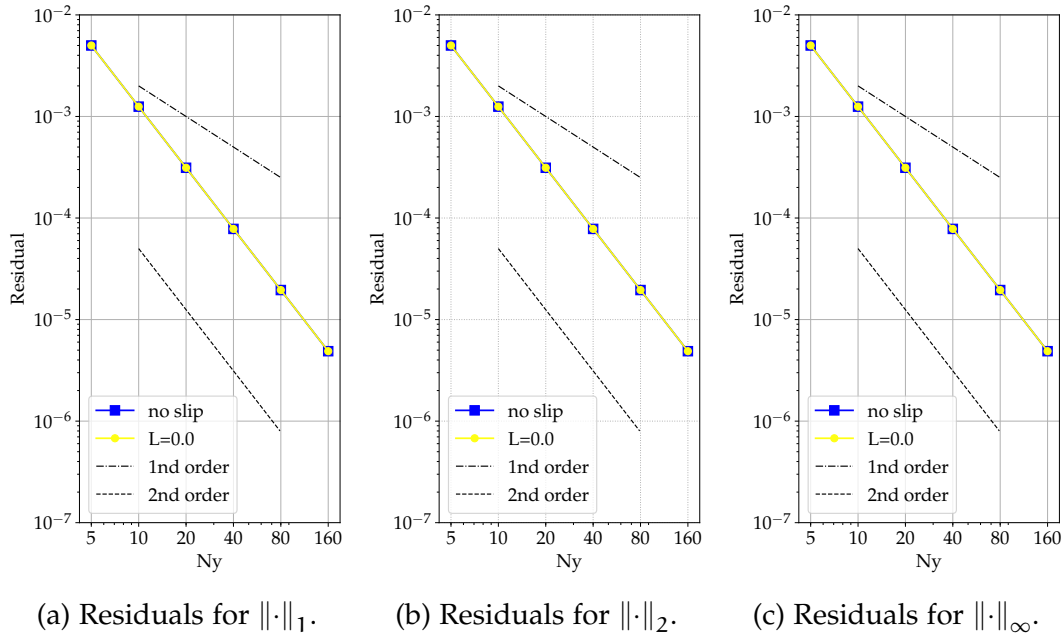 10⁻²
10⁻³
10⁻⁴
10⁻⁵
10⁻⁶
10⁻⁷
Residual
no slip
L=0.0
1nd order
2nd order
5 10 20 40 80 160
Ny
(a) Residuals for ‖·‖₁.
10⁻²
10⁻³
10⁻⁴
10⁻⁵
10⁻⁶
10⁻⁷
Residual
no slip
L=0.0
1nd order
2nd order
5 10 20 40 80 160
Ny
(b) Residuals for ‖·‖₂.
10⁻²
10⁻³
10⁻⁴
10⁻⁵
10⁻⁶
10⁻⁷
Residual
no slip
L=0.0
1nd order
2nd order
5 10 20 40 80 160
Ny
(c) Residuals for ‖·‖∞.